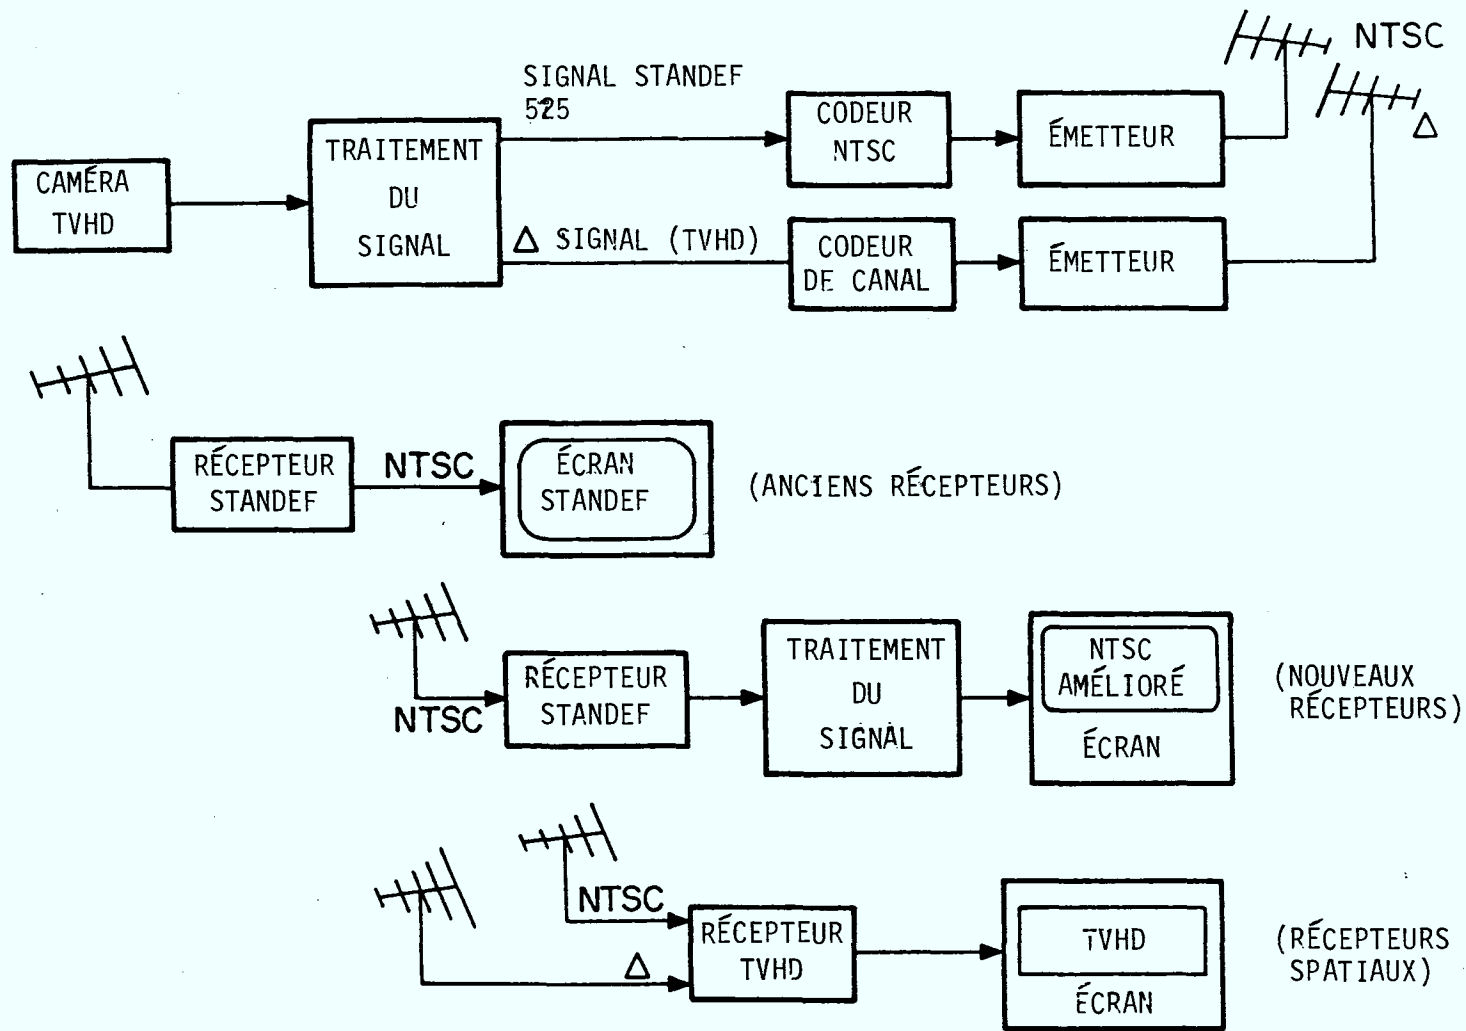 NTSC
SIGNAL STANDEF
525
Δ
CAMÉRA
TVHD
TRAITEMENT
DU
SIGNAL
CODEUR
NTSC
ÉMETTEUR
Δ SIGNAL (TVHD)
CODEUR
DE CANAL
ÉMETTEUR
RÉCEPTEUR
STANDEF
NTSC
ÉCRAN
STANDEF
(ANCIENS RÉCEPTEURS)
NTSC
RÉCEPTEUR
STANDEF
TRAITEMENT
DU
SIGNAL
NTSC
AMÉLIORÉ
ÉCRAN
(NOUVEAUX
RÉCEPTEURS)
NTSC
Δ
RÉCEPTEUR
TVHD
TVHD
ÉCRAN
(RÉCEPTEURS
SPATIAUX)